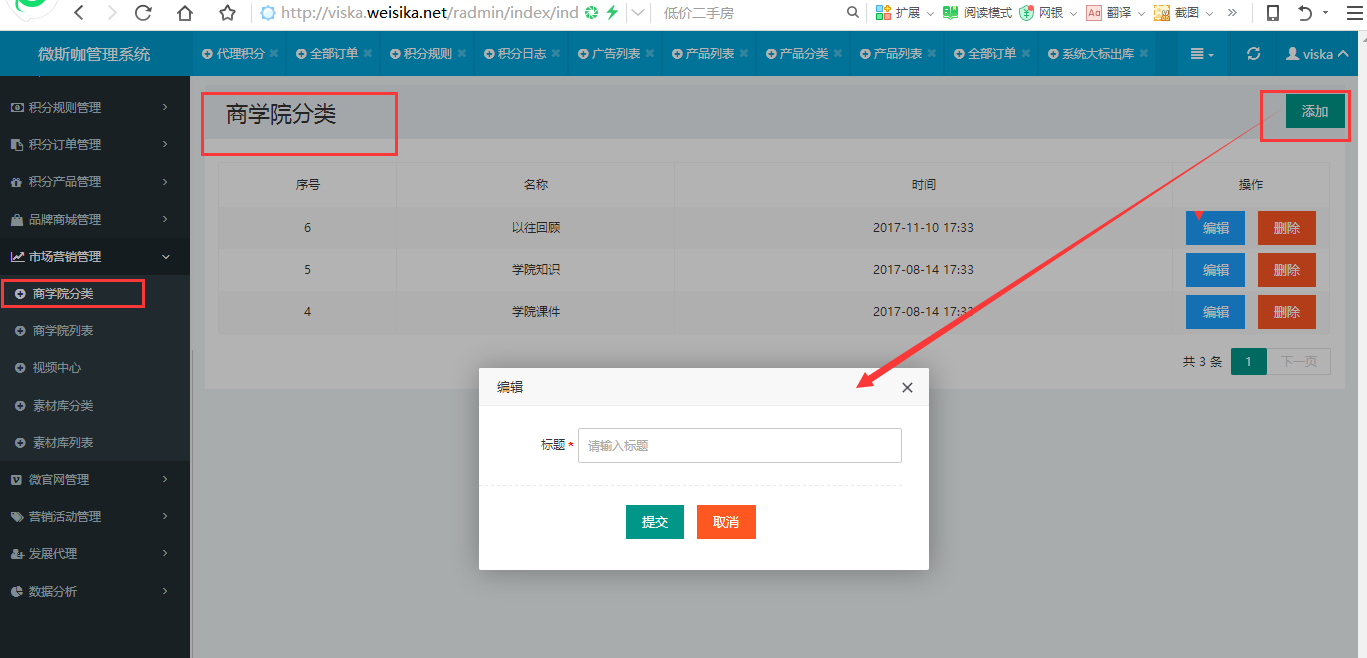 http://viska.weisika.net/radmin/index/ind
低价二手房
扩展
阅读模式
网银
翻译
截图
微斯咖管理系统
代理积分
全部订单
积分规则
积分日志
广告列表
产品列表
产品分类
产品列表
全部订单
系统大标出库
viska
积分规则管理
积分订单管理
积分产品管理
品牌商城管理
市场营销管理
商学院分类
商学院列表
视频中心
素材库分类
素材库列表
微官网管理
营销活动管理
发展代理
数据分析
商学院分类
添加
序号 名称 时间 操作
6 以往回顾 2017-11-10 17:33 编辑 删除
5 学院知识 2017-08-14 17:33 编辑 删除
4 学院课件 2017-08-14 17:33 编辑 删除
共 3 条 1 下一页
编辑
标题* 请输入标题
提交 取消